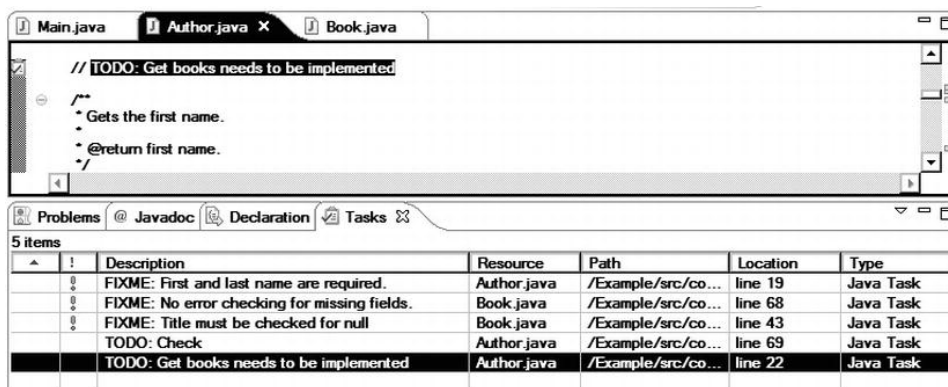 Main.java Author.java Book.java
// TODO: Get books needs to be implemented
/**
* Gets the first name.
*
* @return first name.
*/
Problems @ Javadoc Declaration Tasks
5 items
! Description Resource Path Location Type
FIXME: First and last name are required. Author.java /Example/src/co... line 19 Java Task
FIXME: No error checking for missing fields. Book.java /Example/src/co... line 68 Java Task
FIXME: Title must be checked for null Book.java /Example/src/co... line 43 Java Task
TODO: Check Author.java /Example/src/co... line 69 Java Task
TODO: Get books needs to be implemented Author.java /Example/src/co... line 22 Java Task